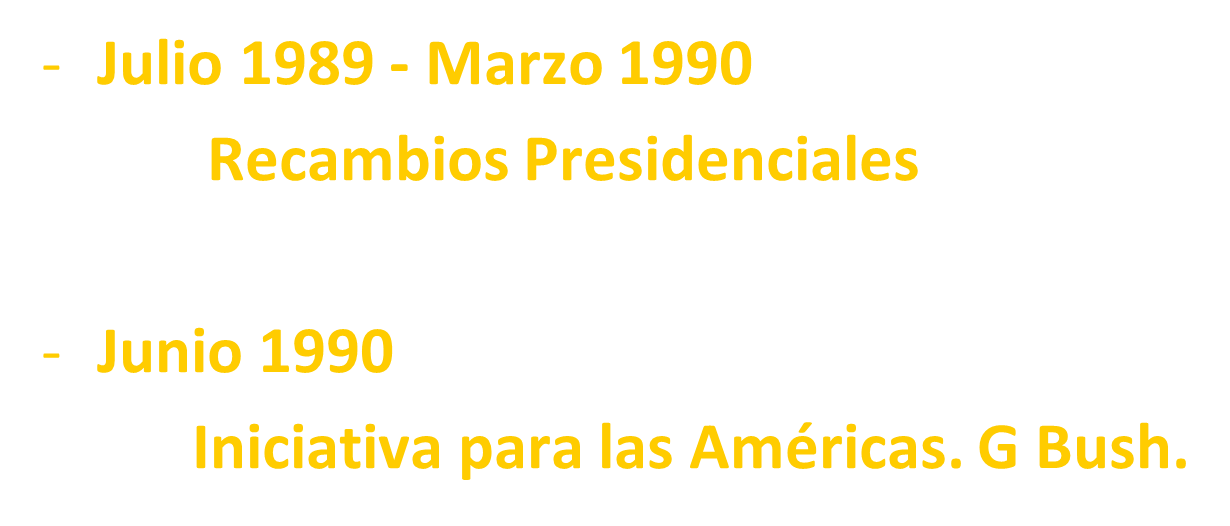 - Julio 1989 - Marzo 1990
Recambios Presidenciales
- Junio 1990
Iniciativa para las Américas. G Bush.